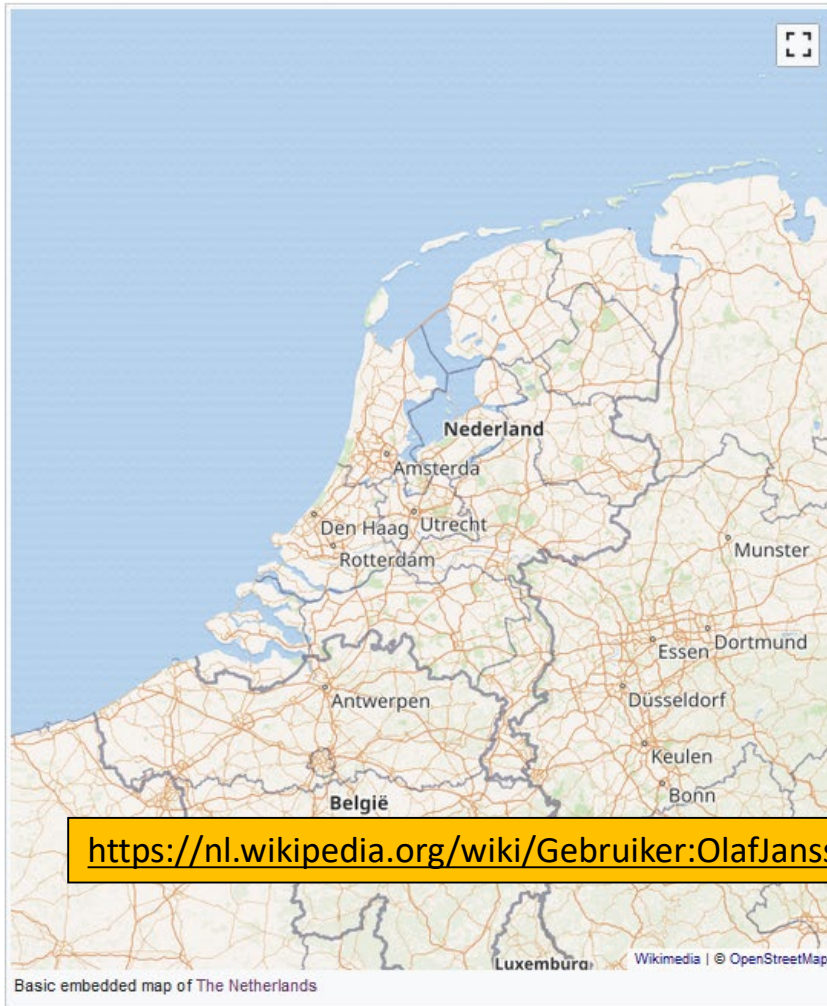 Nederland
Amsterda
Den Haag
Utrecht
Rotterdam
Munster
Dortmund
Essen
Antwerpen
Düsseldorf
Keulen
Bonn
België
https://nl.wikipedia.org/wiki/Gebruiker:OlafJanss
Luxemburg
Wikimedia | © OpenStreetMap
Basic embedded map of The Netherlands